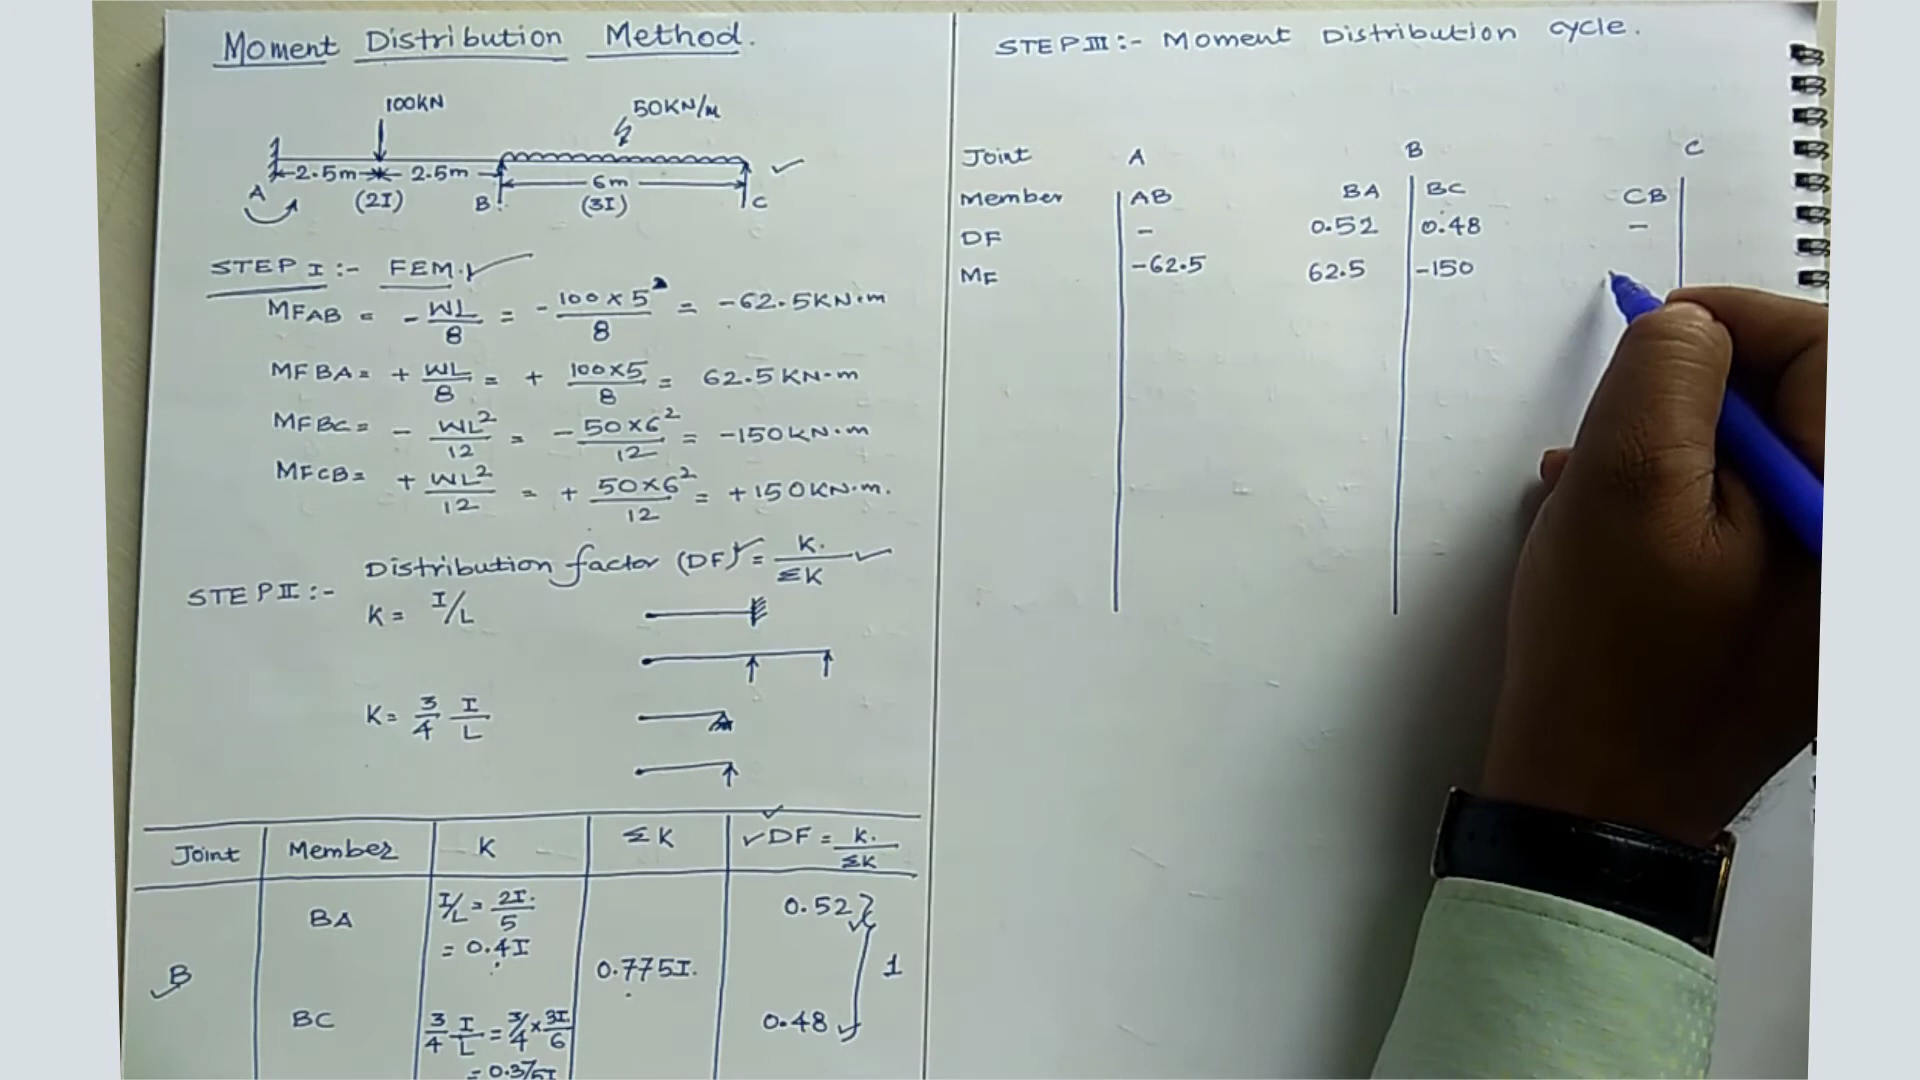 Moment Distribution Method.
100KN
50KN/m
2.5m 2.5m
6m
A (2I) B (3I) C
STEP I :- FEM.
MFAB = - WL/8 = - 100×5/8 = -62.5KN.m
MFBA = + WL/8 = + 100×5/8 = 62.5KN.m
MFBC = - WL²/12 = - 50×6²/12 = -150KN.m
MFCB = + WL²/12 = + 50×6²/12 = +150KN.m.
STEP II :- Distribution factor (DF) = K./ΣK
K = I/L
K = 3/4 I/L
Joint Member K ΣK DF = K./ΣK
BA I/L = 2I./5 0.52
= 0.4I
B 0.775I. 1
BC 3/4 I/L = 3/4 × 3I/6 0.48
= 0.375I
STEP III :- Moment Distribution cycle.
Joint A B C
Member AB BA BC CB
DF - 0.52 0.48 -
MF -62.5 62.5 -150